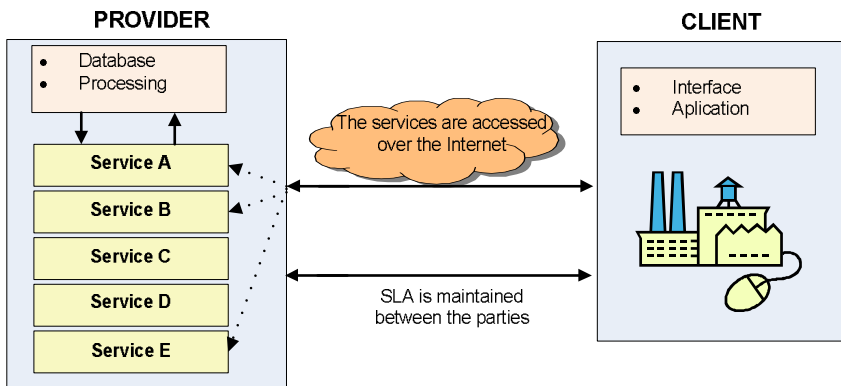 PROVIDER
• Database
• Processing
Service A
Service B
Service C
Service D
Service E
The services are accessed
over the Internet
SLA is maintained
between the parties
CLIENT
• Interface
• Aplication